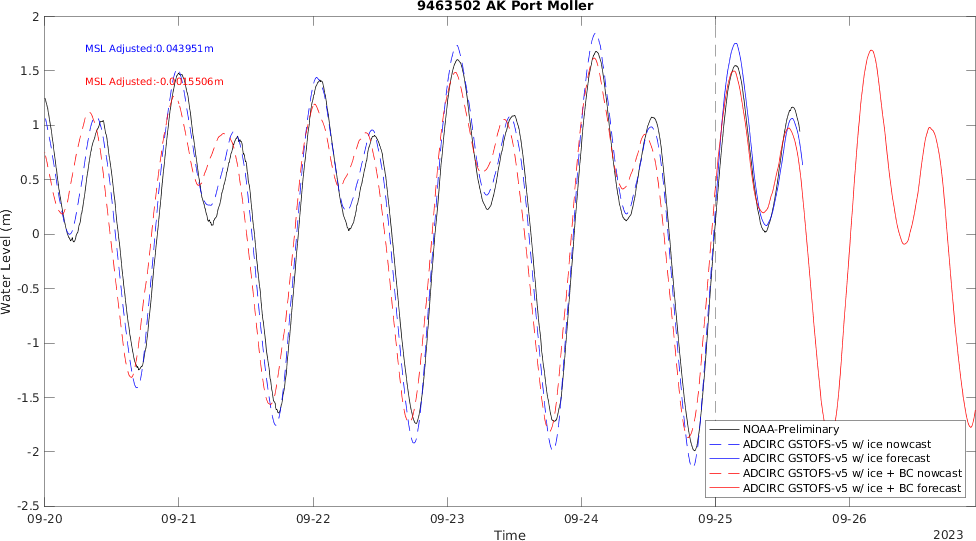 9463502 AK Port Moller
MSL Adjusted:0.043951m
MSL Adjusted:-0.0015506m
Water Level (m)
2
1.5
1
0.5
0
-0.5
-1
-1.5
-2
-2.5
NOAA-Preliminary
ADCIRC GSTOFS-v5 w/ ice nowcast
ADCIRC GSTOFS-v5 w/ ice forecast
ADCIRC GSTOFS-v5 w/ ice + BC nowcast
ADCIRC GSTOFS-v5 w/ ice + BC forecast
09-20 09-21 09-22 09-23 09-24 09-25 09-26
Time
2023